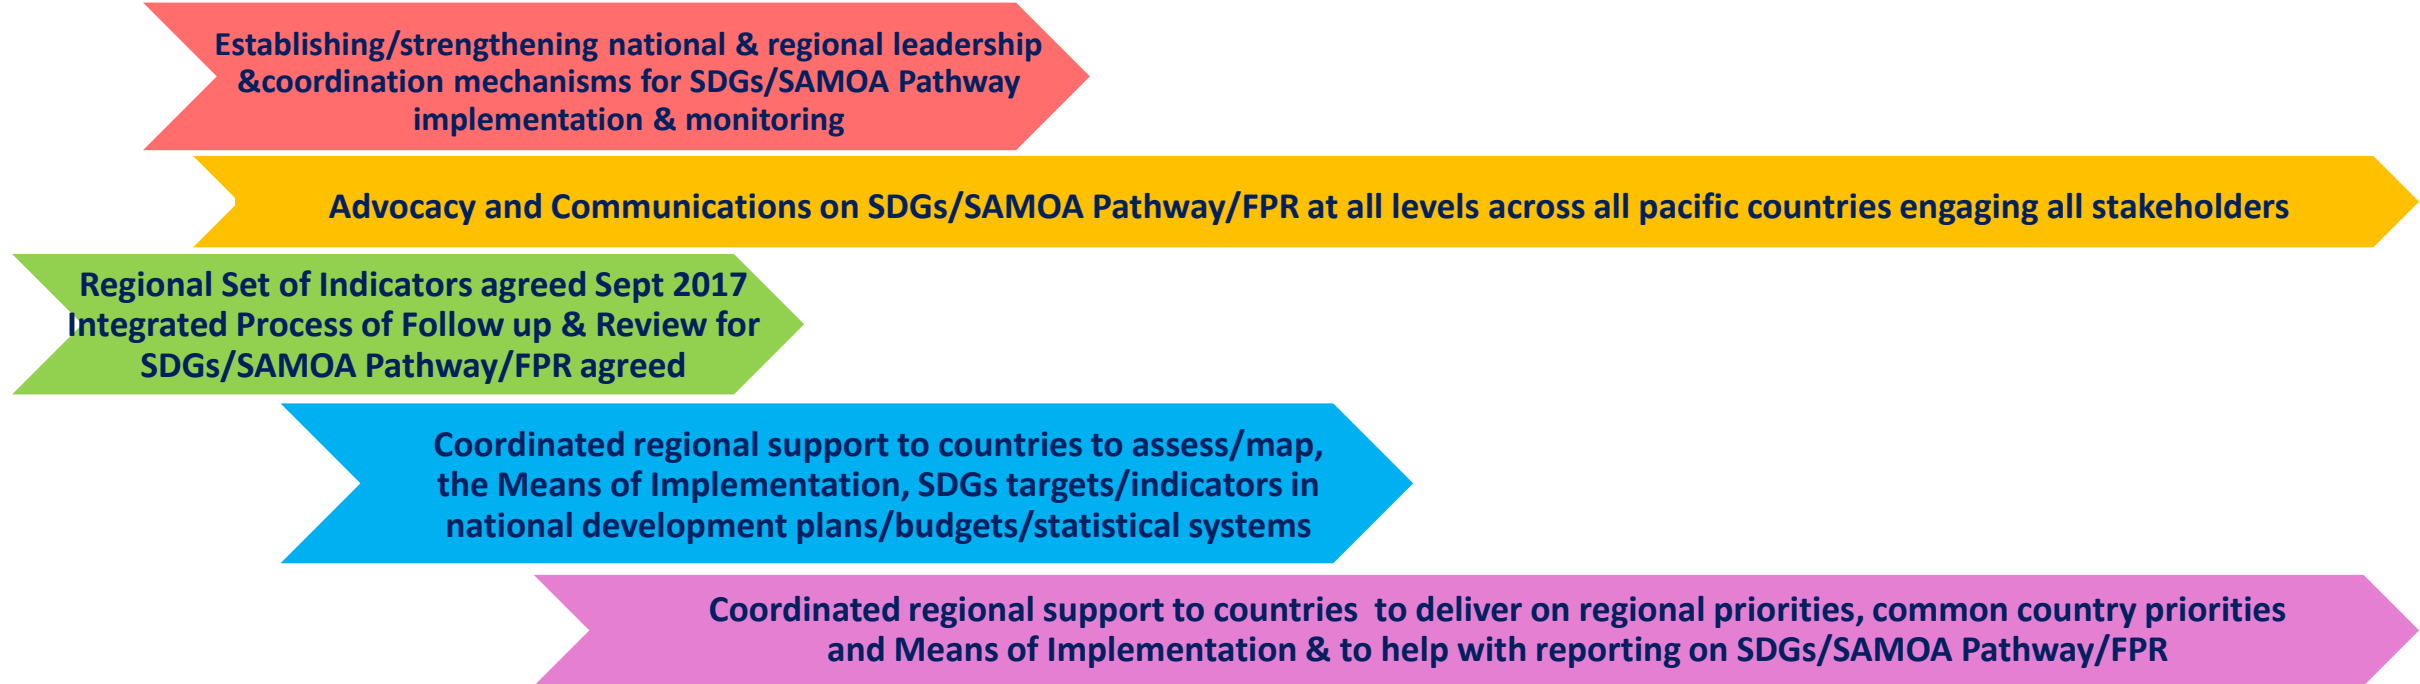 Establishing/strengthening national & regional leadership
&coordination mechanisms for SDGs/SAMOA Pathway
implementation & monitoring
Advocacy and Communications on SDGs/SAMOA Pathway/FPR at all levels across all pacific countries engaging all stakeholders
Regional Set of Indicators agreed Sept 2017
Integrated Process of Follow up & Review for
SDGs/SAMOA Pathway/FPR agreed
Coordinated regional support to countries to assess/map,
the Means of Implementation, SDGs targets/indicators in
national development plans/budgets/statistical systems
Coordinated regional support to countries to deliver on regional priorities, common country priorities
and Means of Implementation & to help with reporting on SDGs/SAMOA Pathway/FPR